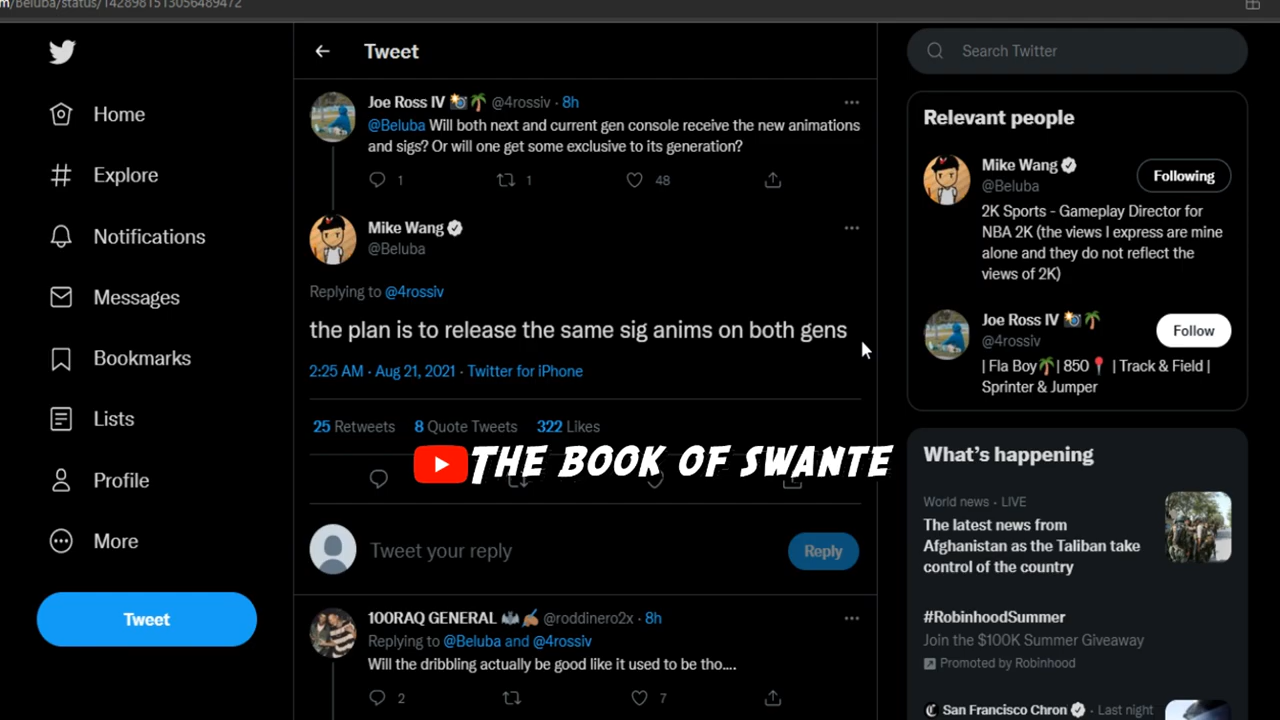 m/Beluba/status/1428981513056489472
Tweet
Search Twitter
Home
Explore
Notifications
Messages
Bookmarks
Lists
Profile
More
Tweet
Joe Ross IV 📸🌴 @4rossiv · 8h
@Beluba Will both next and current gen console receive the new animations
and sigs? Or will one get some exclusive to its generation?
1 1 48
Mike Wang
@Beluba
Replying to @4rossiv
the plan is to release the same sig anims on both gens
2:25 AM · Aug 21, 2021 · Twitter for iPhone
25 Retweets 8 Quote Tweets 322 Likes
THE BOOK OF SWANTE
Tweet your reply
Reply
100RAQ GENERAL @roddinero2x · 8h
Replying to @Beluba and @4rossiv
Will the dribbling actually be good like it used to be tho....
2 7
Relevant people
Mike Wang
@Beluba
Following
2K Sports - Gameplay Director for
NBA 2K (the views I express are mine
alone and they do not reflect the
views of 2K)
Joe Ross IV 📸🌴
@4rossiv
Follow
| Fla Boy🌴| 850📍 | Track & Field |
Sprinter & Jumper
What's happening
World news · LIVE
The latest news from
Afghanistan as the Taliban take
control of the country
#RobinhoodSummer
Join the $100K Summer Giveaway
Promoted by Robinhood
San Francisco Chron · Last night